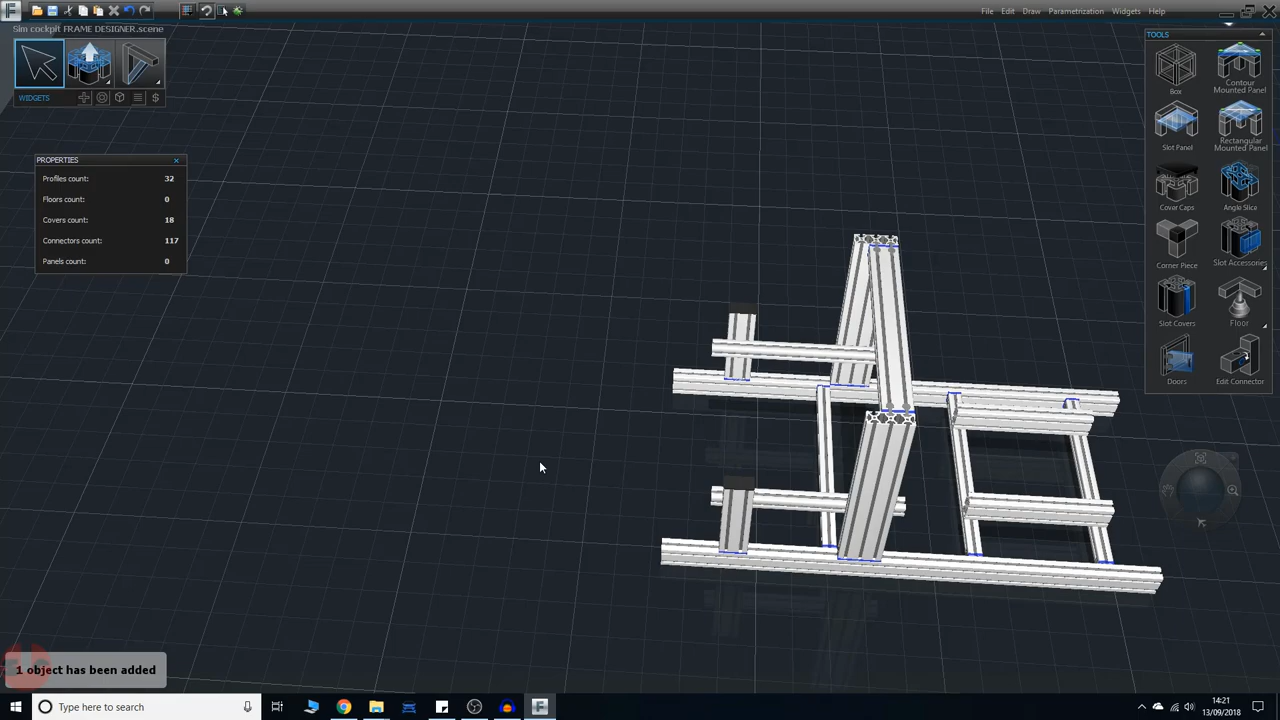 File Edit Draw Parametrization Widgets Help
Sim cockpit FRAME DESIGNER.scene
WIDGETS
PROPERTIES
Profiles count: 32
Floors count: 0
Covers count: 18
Connectors count: 117
Panels count: 0
TOOLS
Box
Contour
Mounted Panel
Slot Panel
Rectangular
Mounted Panel
Cover Caps
Angle Slice
Corner Piece
Slot Accessories
Slot Covers
Floor
Doors
Edit Connector
1 object has been added
Type here to search
14:21
13/09/2018